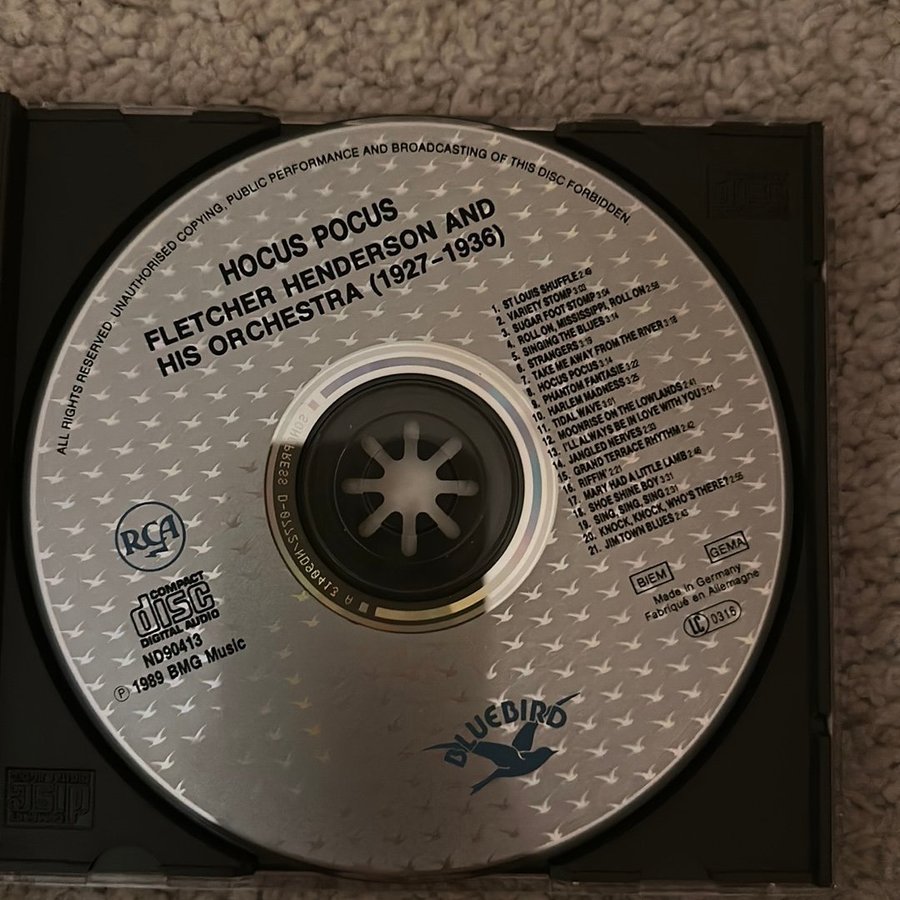 ALL RIGHTS RESERVED. UNAUTHORISED COPYING, PUBLIC PERFORMANCE AND BROADCASTING OF THIS DISC FORBIDDEN.
HOCUS POCUS
FLETCHER HENDERSON AND
HIS ORCHESTRA (1927-1936)
1. ST LOUIS SHUFFLE 2:49
2. VARIETY STOMP 3:03
3. SUGAR FOOT STOMP 3:04
4. ROLL ON, MISSISSIPPI, ROLL ON 2:58
5. SINGING THE BLUES 3:14
6. STRANGERS 3:19
7. TAKE ME AWAY FROM THE RIVER 3:18
8. HOCUS POCUS 3:14
9. PHANTOM FANTASIE 3:22
10. HARLEM MADNESS 3:25
11. TIDAL WAVE 3:01
12. MOONRISE ON THE LOWLANDS 2:41
13. I'LL ALWAYS BE IN LOVE WITH YOU 3:01
14. JANGLED NERVES 2:33
15. GRAND TERRACE RHYTHM 2:42
16. RIFFIN' 2:21
17. MARY HAD A LITTLE LAMB 2:46
18. SHOE SHINE BOY 3:31
19. SING, SING, SING 2:31
20. KNOCK, KNOCK, WHO'S THERE? 2:55
21. JIM TOWN BLUES 2:43
RCA
COMPACT
disc
DIGITAL AUDIO
ND90413
℗ 1989 BMG Music
BIEM
GEMA
Made in Germany
Fabriqué en Allemagne
LC 0316
BLUEBIRD